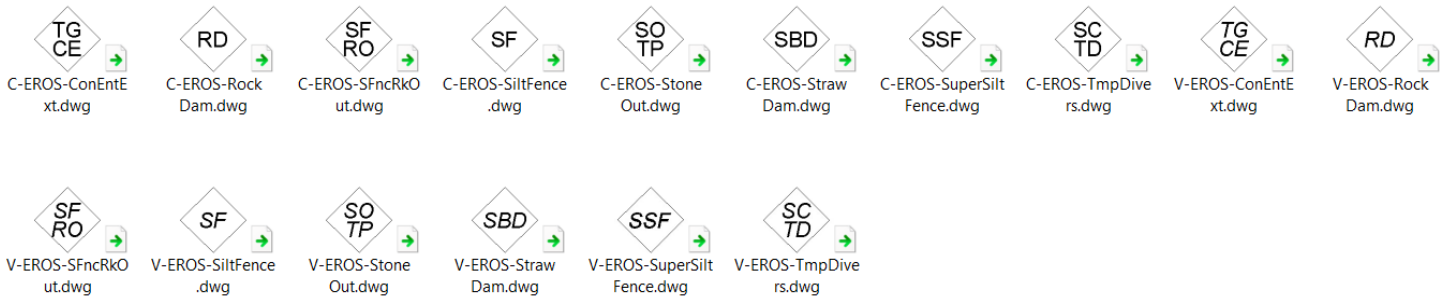 TG
CE
C-EROS-ConEntE
xt.dwg
RD
C-EROS-Rock
Dam.dwg
SF
RO
C-EROS-SFncRkO
ut.dwg
SF
C-EROS-SiltFence
.dwg
SO
TP
C-EROS-Stone
Out.dwg
SBD
C-EROS-Straw
Dam.dwg
SSF
C-EROS-SuperSilt
Fence.dwg
SC
TD
C-EROS-TmpDive
rs.dwg
TG
CE
V-EROS-ConEntE
xt.dwg
RD
V-EROS-Rock
Dam.dwg
SF
RO
V-EROS-SFncRkO
ut.dwg
SF
V-EROS-SiltFence
.dwg
SO
TP
V-EROS-Stone
Out.dwg
SBD
V-EROS-Straw
Dam.dwg
SSF
V-EROS-SuperSilt
Fence.dwg
SC
TD
V-EROS-TmpDive
rs.dwg